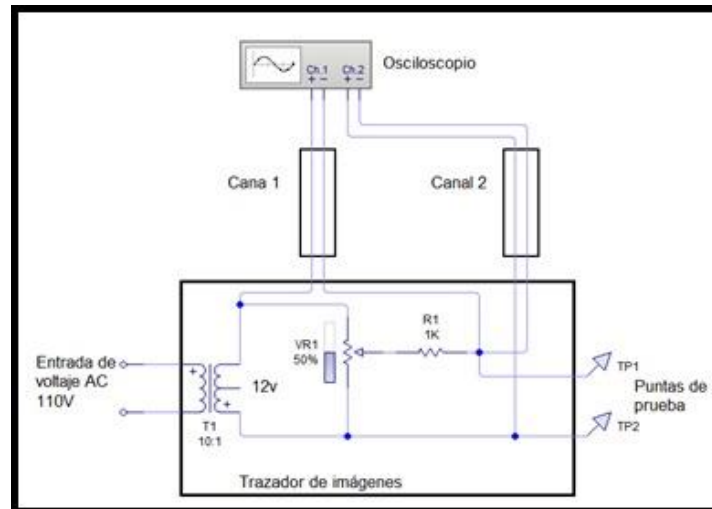 Osciloscopio
Ch.1 Ch.2
+ − + −
Cana 1
Canal 2
R1
1K
VR1
50%
Entrada de
voltaje AC
110V
+
12v
+
T1
10:1
TP1
Puntas de
prueba
TP2
Trazador de imágenes